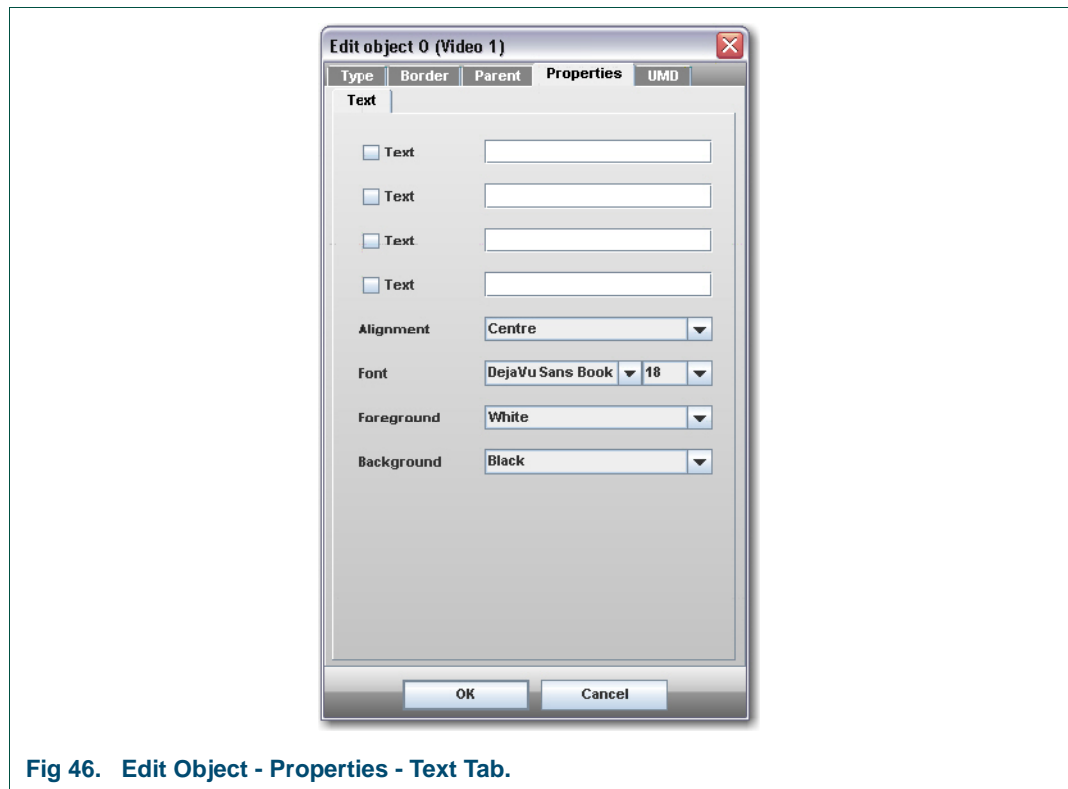 Edit object 0 (Video 1)
Type Border Parent Properties UMD
Text
Text
Text
Text
Text
Alignment Centre
Font DejaVu Sans Book 18
Foreground White
Background Black
OK Cancel
Fig 46. Edit Object - Properties - Text Tab.